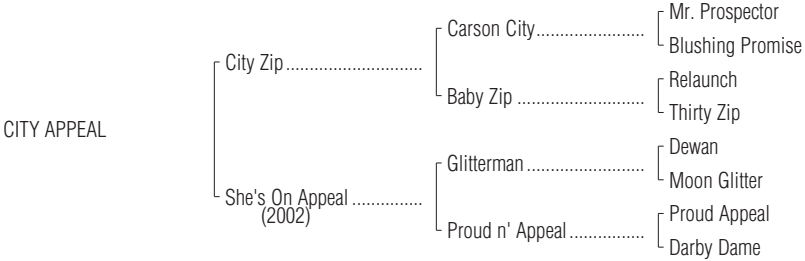 Mr. Prospector
Carson City......................
Blushing Promise
City Zip ...........................
Relaunch
Baby Zip .........................
Thirty Zip
CITY APPEAL
Dewan
Glitterman.......................
Moon Glitter
She's On Appeal ..............
(2002)
Proud Appeal
Proud n' Appeal...............
Darby Dame